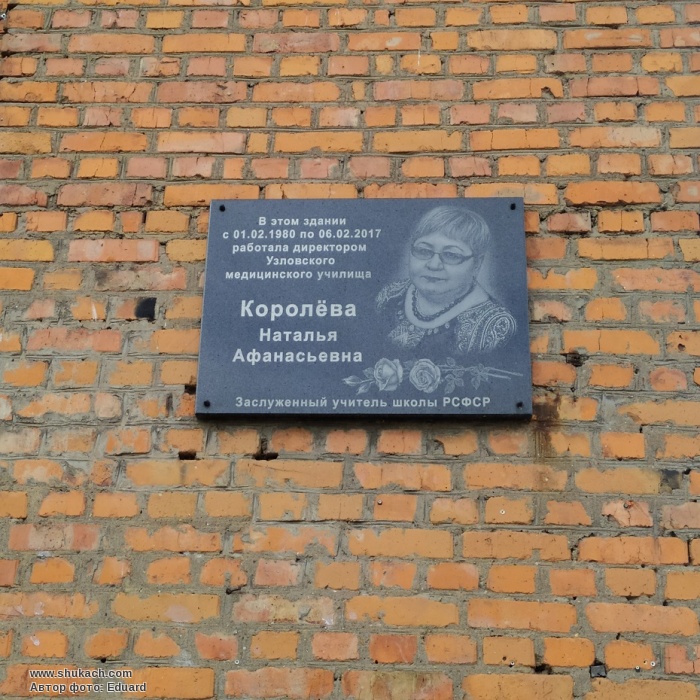 В этом здании
с 01.02.1980 по 06.02.2017
работала директором
Узловского
медицинского училища
Королёва
Наталья
Афанасьевна
Заслуженный учитель школы РСФСР
www.shukach.com
Автор фото: Eduard